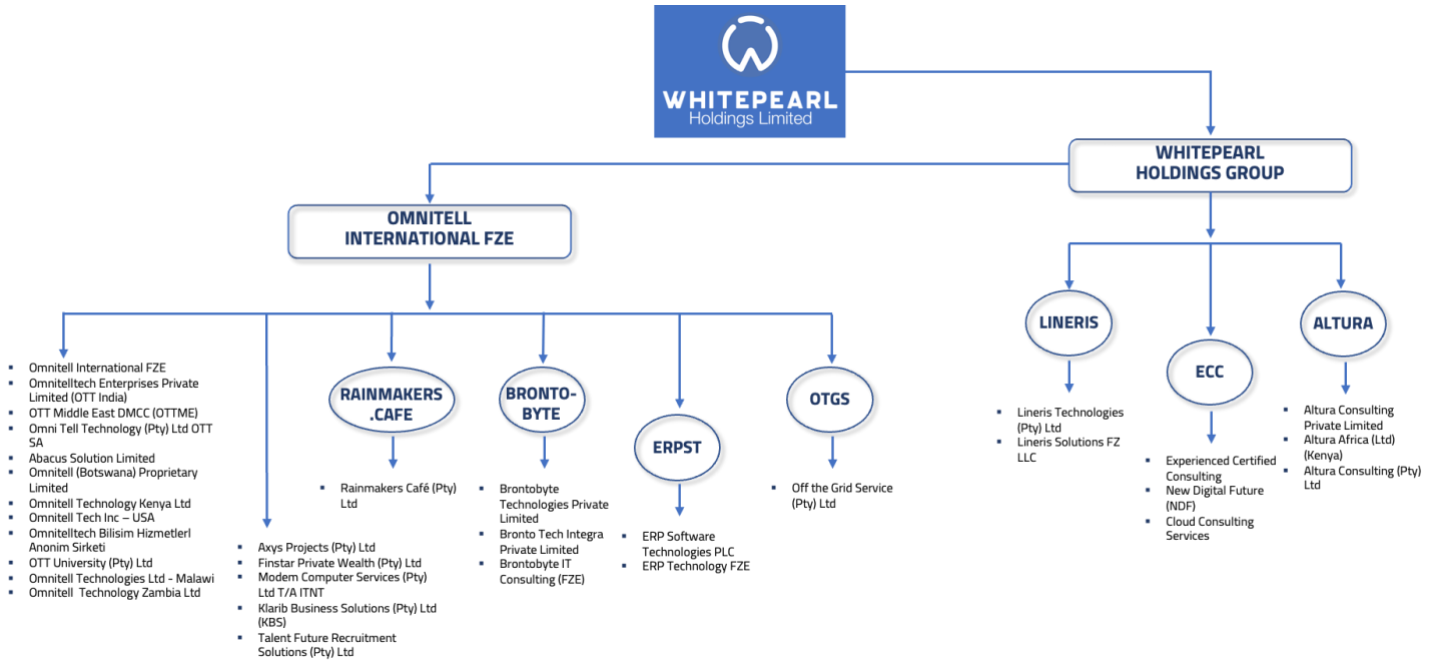 WHITEPEARL
Holdings Limited
WHITEPEARL
HOLDINGS GROUP
OMNITELL
INTERNATIONAL FZE
▪ Omnitell International FZE
▪ Omnitelltech Enterprises Private
Limited (OTT India)
▪ OTT Middle East DMCC (OTTME)
▪ Omni Tell Technology (Pty) Ltd OTT
SA
▪ Abacus Solution Limited
▪ Omnitell (Botswana) Proprietary
Limited
▪ Omnitell Technology Kenya Ltd
▪ Omnitell Tech Inc – USA
▪ Omnitelltech Bilisim Hizmetlerl
Anonim Sirketi
▪ OTT University (Pty) Ltd
▪ Omnitell Technologies Ltd - Malawi
▪ Omnitell Technology Zambia Ltd
▪ Axys Projects (Pty) Ltd
▪ Finstar Private Wealth (Pty) Ltd
▪ Modem Computer Services (Pty)
Ltd T/A ITNT
▪ Klarib Business Solutions (Pty) Ltd
(KBS)
▪ Talent Future Recruitment
Solutions (Pty) Ltd
RAINMAKERS
.CAFE
▪ Rainmakers Café (Pty)
Ltd
BRONTO-
BYTE
▪ Brontobyte
Technologies Private
Limited
▪ Bronto Tech Integra
Private Limited
▪ Brontobyte IT
Consulting (FZE)
ERPST
▪ ERP Software
Technologies PLC
▪ ERP Technology FZE
OTGS
▪ Off the Grid Service
(Pty) Ltd
LINERIS
▪ Lineris Technologies
(Pty) Ltd
▪ Lineris Solutions FZ
LLC
ECC
▪ Experienced Certified
Consulting
▪ New Digital Future
(NDF)
▪ Cloud Consulting
Services
ALTURA
▪ Altura Consulting
Private Limited
▪ Altura Africa (Ltd)
(Kenya)
▪ Altura Consulting (Pty)
Ltd